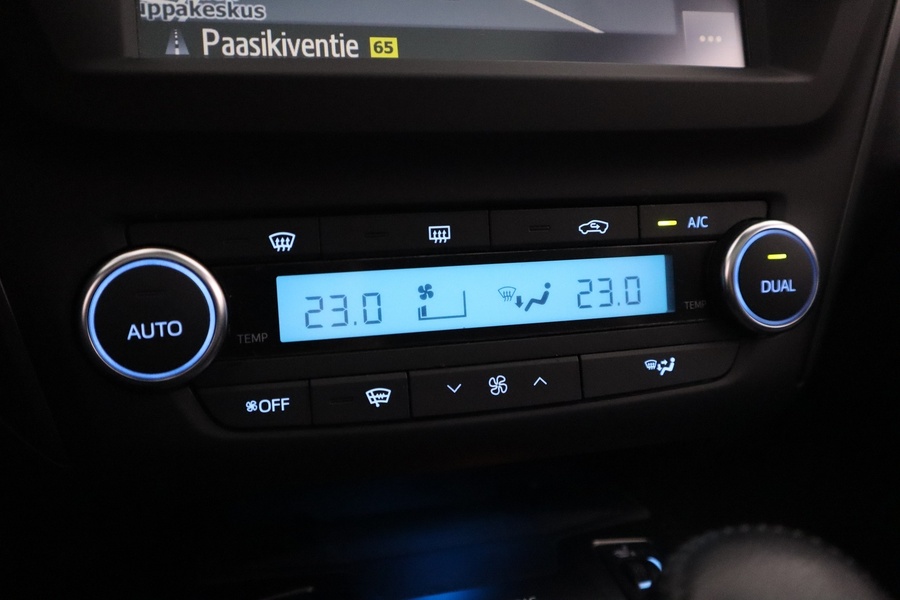 uppakeskus
Paasikiventie 65
A/C
AUTO
TEMP
23.0
23.0
TEMP
DUAL
OFF